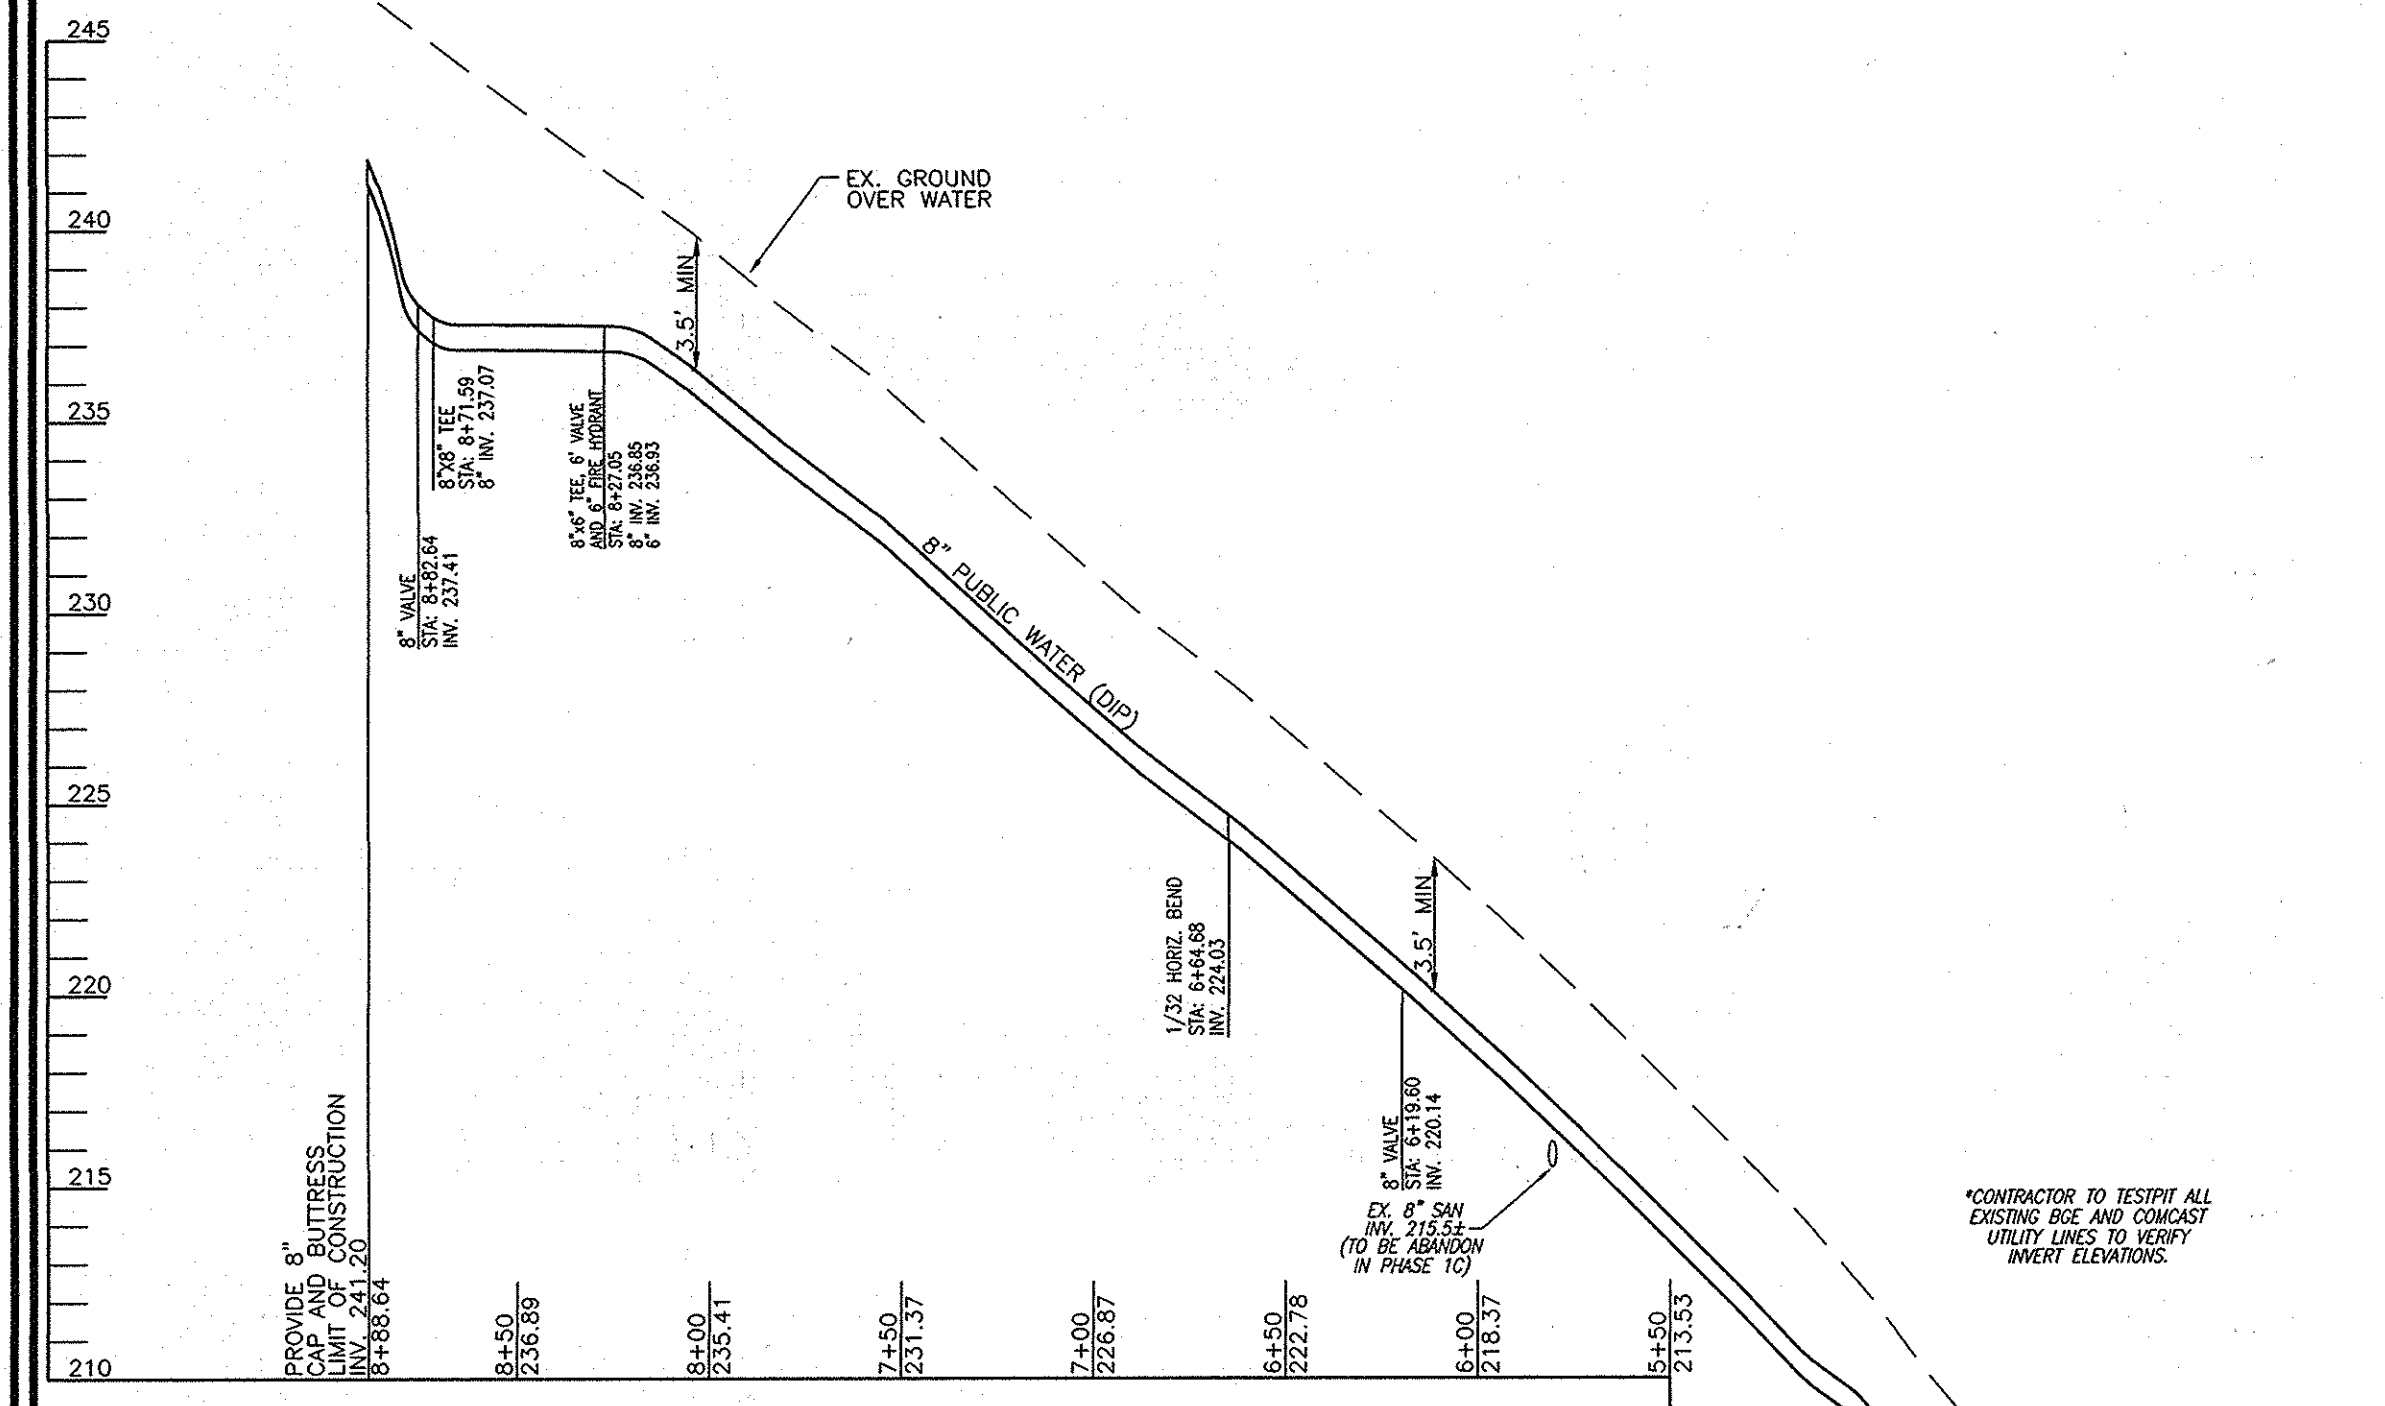 245
240
235
230
225
220
215
210
EX. GROUND
OVER WATER
3.5' MIN
8"X8" TEE
STA: 8+71.59
8" INV. 237.07
8"x6" TEE, 6' VALVE
AND 6" FIRE HYDRANT
STA: 8+27.05
8" INV. 236.85
6" INV. 236.93
8" VALVE
STA: 8+82.64
INV. 237.41
8" PUBLIC WATER (DIP)
1/32 HORIZ. BEND
STA: 6+64.68
INV. 224.03
3.5' MIN
8" VALVE
STA: 6+19.60
INV. 220.14
EX. 8" SAN
INV. 215.5±
(TO BE ABANDON
IN PHASE 1C)
*CONTRACTOR TO TESTPIT ALL
EXISTING BGE AND COMCAST
UTILITY LINES TO VERIFY
INVERT ELEVATIONS.
PROVIDE 8"
CAP AND BUTTRESS
LIMIT OF CONSTRUCTION
INV. 241.20
8+88.64
8+50
236.89
8+00
235.41
7+50
231.37
7+00
226.87
6+50
222.78
6+00
218.37
5+50
213.53